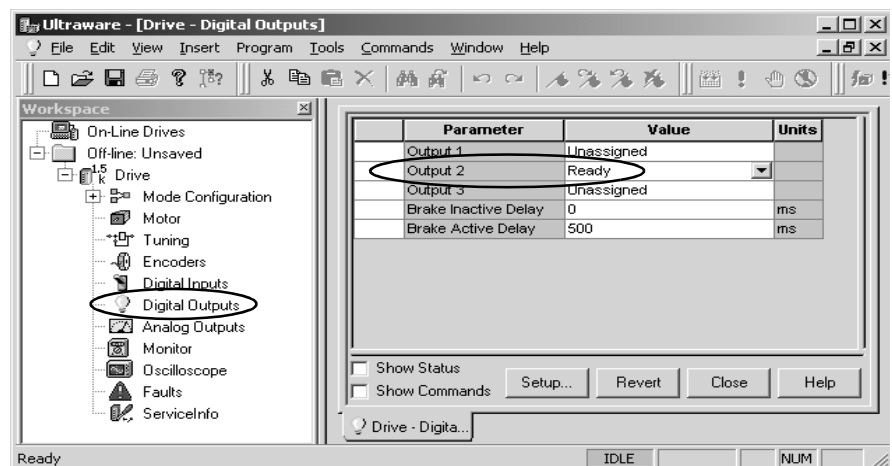 Ultraware - [Drive - Digital Outputs]
File Edit View Insert Program Tools Commands Window Help
Workspace
On-Line Drives
Off-line: Unsaved
1.5 k Drive
Mode Configuration
Motor
Tuning
Encoders
Digital Inputs
Digital Outputs
Analog Outputs
Monitor
Oscilloscope
Faults
ServiceInfo
Parameter Value Units
Output 1 Unassigned
Output 2 Ready
Output 3 Unassigned
Brake Inactive Delay 0 ms
Brake Active Delay 500 ms
Show Status
Show Commands
Setup... Revert Close Help
Drive - Digita...
Ready IDLE NUM